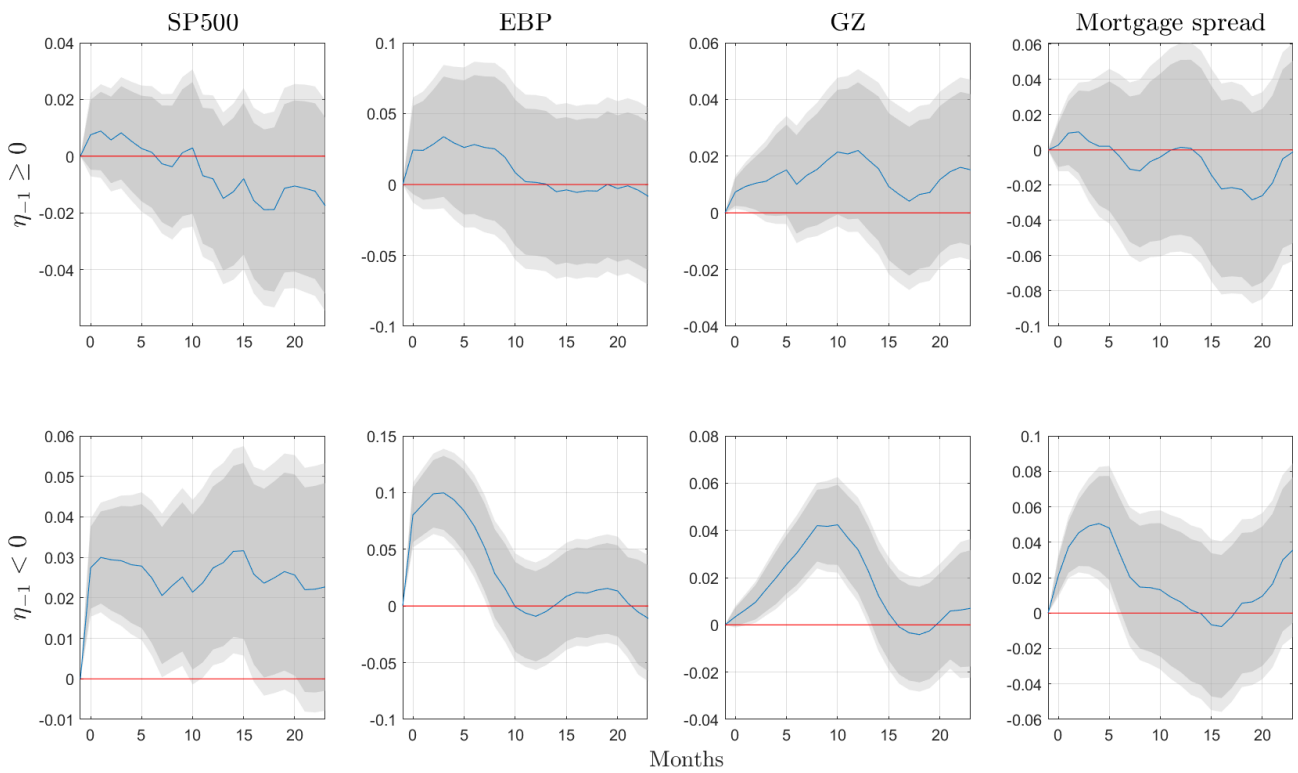 SP500 EBP GZ Mortgage spread
0.04 0.1 0.06 0.06
0.04
0.02 0.05 0.04 0.02
0 0 0.02 0
-0.02
-0.02 -0.05 0 -0.04
-0.04 -0.02 -0.06
-0.08
-0.1 -0.04 -0.1
0 5 10 15 20 0 5 10 15 20 0 5 10 15 20 0 5 10 15 20
η₋₁ ≥ 0
0.06 0.15 0.08 0.1
0.05 0.1 0.06 0.08
0.04 0.06
0.03 0.05 0.04 0.04
0.02 0.02 0.02
0.01 0 0 0
0 -0.05 -0.02 -0.02
-0.04
-0.01 -0.1 -0.04 -0.06
0 5 10 15 20 0 5 10 15 20 0 5 10 15 20 0 5 10 15 20
η₋₁ < 0
Months